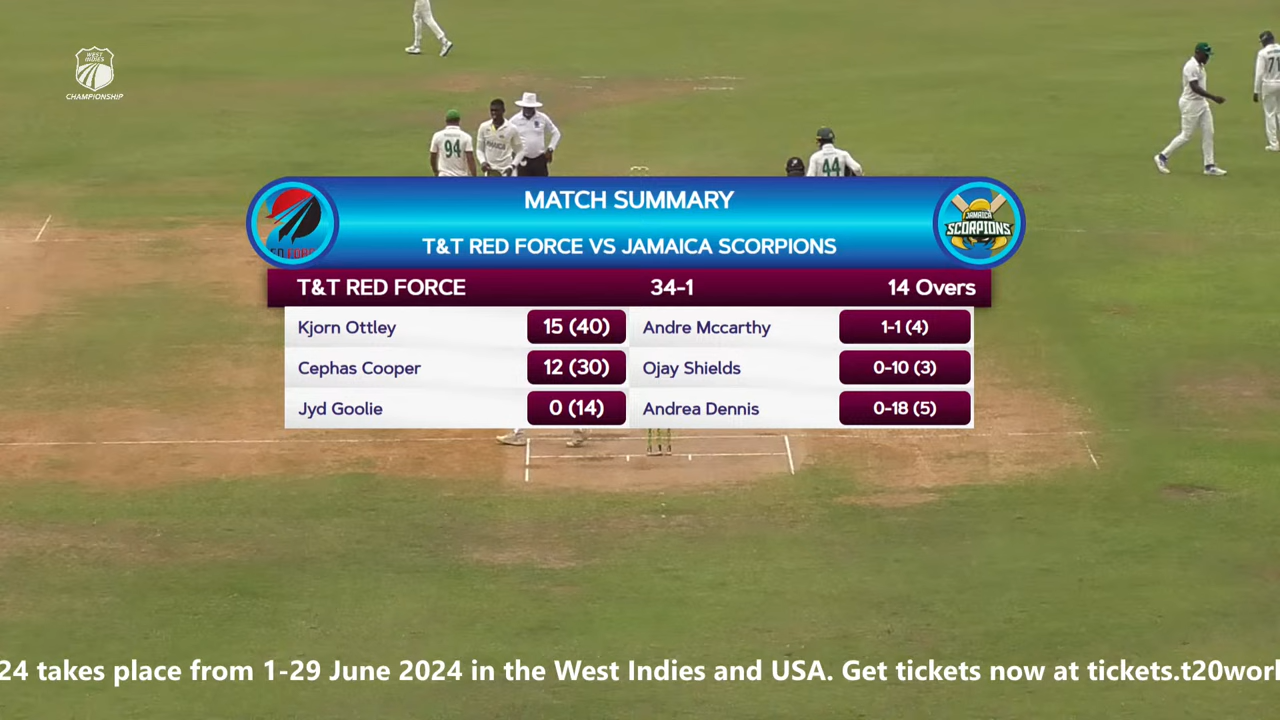 WEST
INDIES
CHAMPIONSHIP
71
94
44
MATCH SUMMARY
T&T RED FORCE VS JAMAICA SCORPIONS
JAMAICA
SCORPIONS
T&T RED FORCE 34-1 14 Overs
Kjorn Ottley 15 (40) Andre Mccarthy 1-1 (4)
Cephas Cooper 12 (30) Ojay Shields 0-10 (3)
Jyd Goolie 0 (14) Andrea Dennis 0-18 (5)
24 takes place from 1-29 June 2024 in the West Indies and USA. Get tickets now at tickets.t20worl